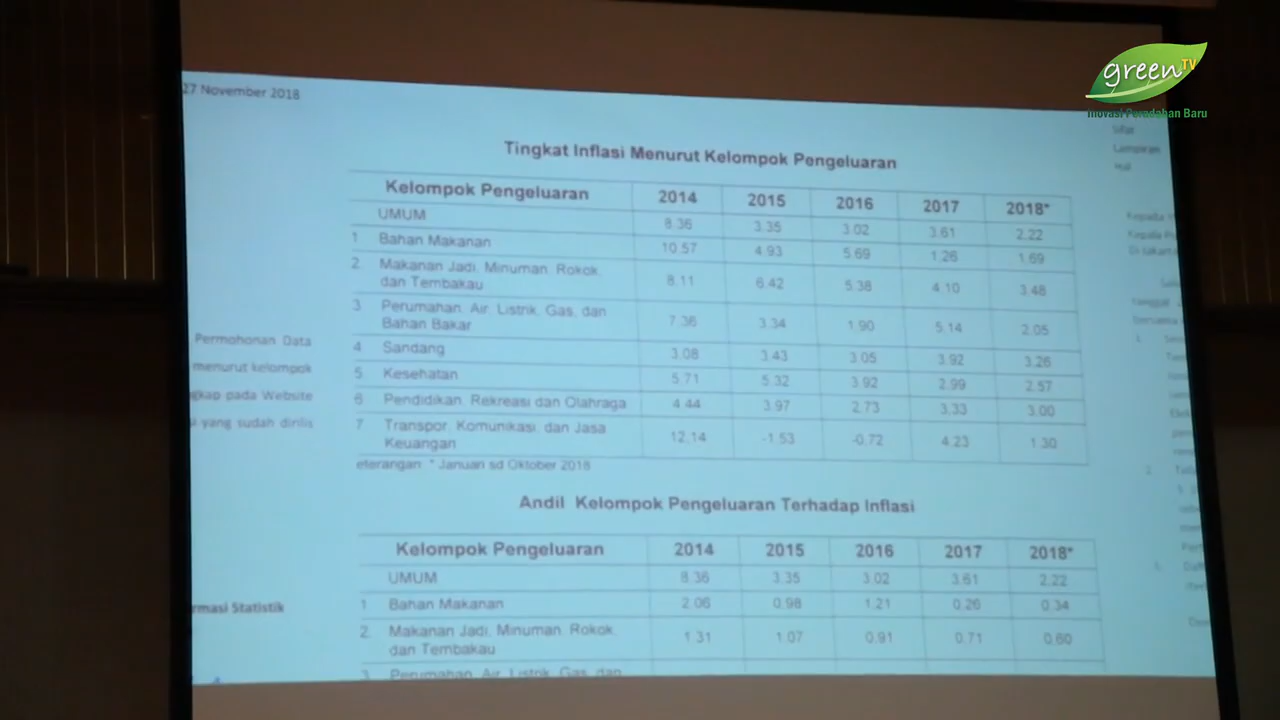 green TV
Inovasi Peradaban Baru
27 November 2018
Tingkat Inflasi Menurut Kelompok Pengeluaran
Kelompok Pengeluaran 2014 2015 2016 2017 2018*
UMUM 8.36 3.35 3.02 3.61 2.22
1 Bahan Makanan 10.57 4.93 5.69 1.26 1.69
2. Makanan Jadi, Minuman, Rokok,
dan Tembakau 8.11 6.42 5.38 4.10 3.48
3 Perumahan, Air, Listrik, Gas, dan
Bahan Bakar 7.36 3.34 1.90 5.14 2.05
4 Sandang 3.08 3.43 3.05 3.92 3.26
5. Kesehatan 5.71 5.32 3.92 2.99 2.57
6 Pendidikan, Rekreasi dan Olahraga 4.44 3.97 2.73 3.33 3.00
7 Transpor, Komunikasi, dan Jasa
Keuangan 12.14 -1.53 -0.72 4.23 1.30
eterangan: * Januari sd Oktober 2018
Andil Kelompok Pengeluaran Terhadap Inflasi
Kelompok Pengeluaran 2014 2015 2016 2017 2018*
UMUM 8.36 3.35 3.02 3.61 2.22
1 Bahan Makanan 2.06 0.98 1.21 0.26 0.34
2. Makanan Jadi, Minuman, Rokok,
dan Tembakau 1.31 1.07 0.91 0.71 0.60
3. Perumahan, Air, Listrik, Gas, dan
Permohonan Data
menurut kelompok
gkap pada Website
yang sudah dirilis
rmasi Statistik
Sifat
Lampiran
Hal